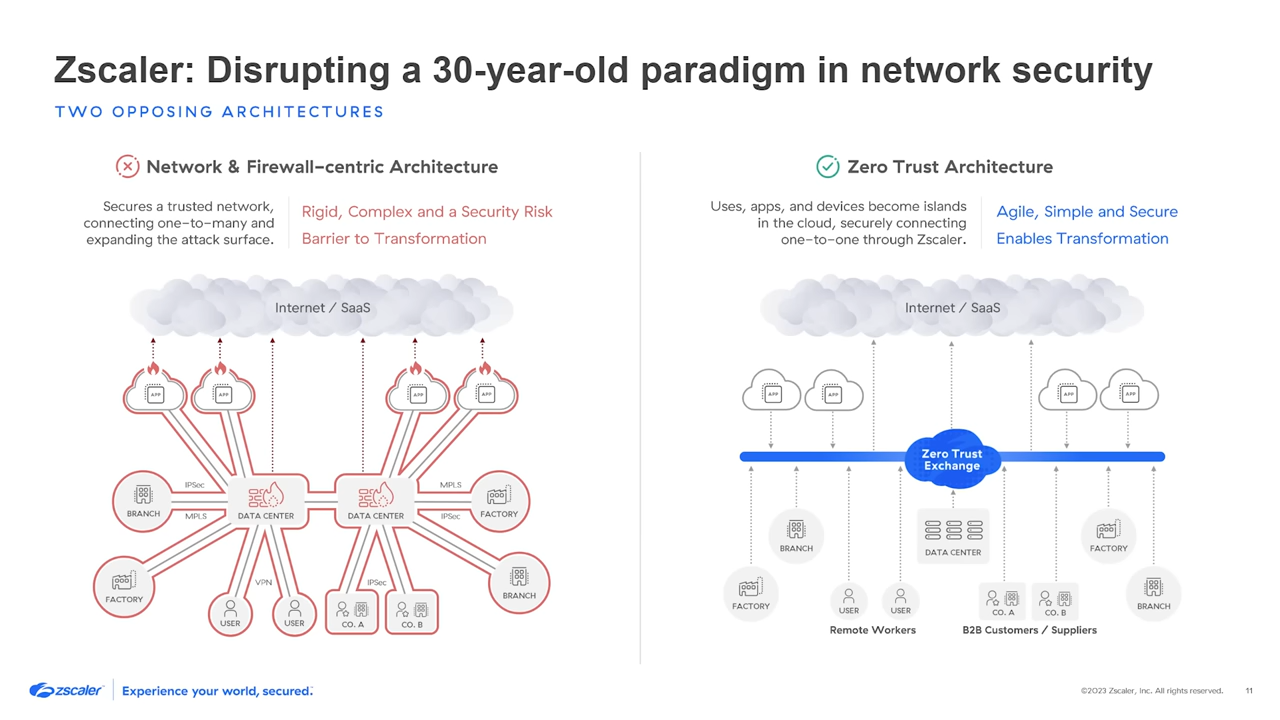 Zscaler: Disrupting a 30-year-old paradigm in network security
TWO OPPOSING ARCHITECTURES
Network & Firewall-centric Architecture
Secures a trusted network,
connecting one-to-many and
expanding the attack surface.
Rigid, Complex and a Security Risk
Barrier to Transformation
Internet / SaaS
APP
APP
APP
APP
IPSec
MPLS
BRANCH
MPLS
IPSec
DATA CENTER
DATA CENTER
FACTORY
FACTORY
VPN
IPSec
BRANCH
USER
USER
CO. A
CO. B
Zero Trust Architecture
Uses, apps, and devices become islands
in the cloud, securely connecting
one-to-one through Zscaler.
Agile, Simple and Secure
Enables Transformation
Internet / SaaS
APP
APP
APP
APP
Zero Trust
Exchange
BRANCH
DATA CENTER
FACTORY
FACTORY
USER
USER
CO. A
CO. B
BRANCH
Remote Workers
B2B Customers / Suppliers
zscaler™
Experience your world, secured.™
©2023 Zscaler, Inc. All rights reserved.
11